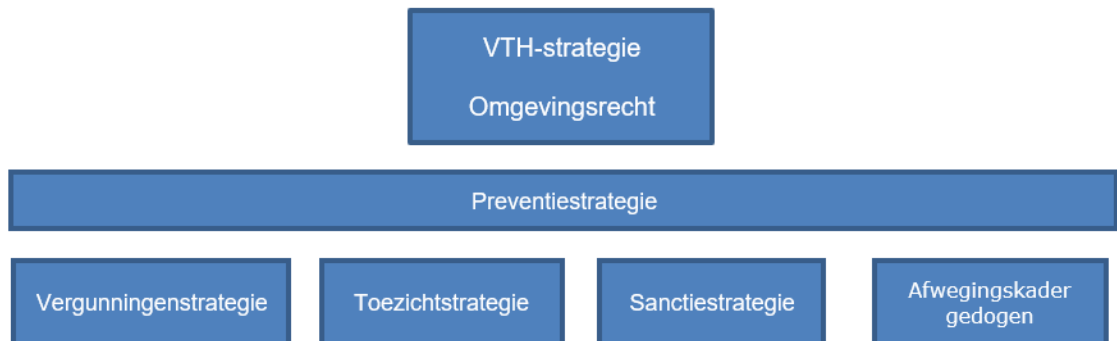 VTH-strategie
Omgevingsrecht
Preventiestrategie
Vergunningenstrategie
Toezichtstrategie
Sanctiestrategie
Afwegingskader
gedogen